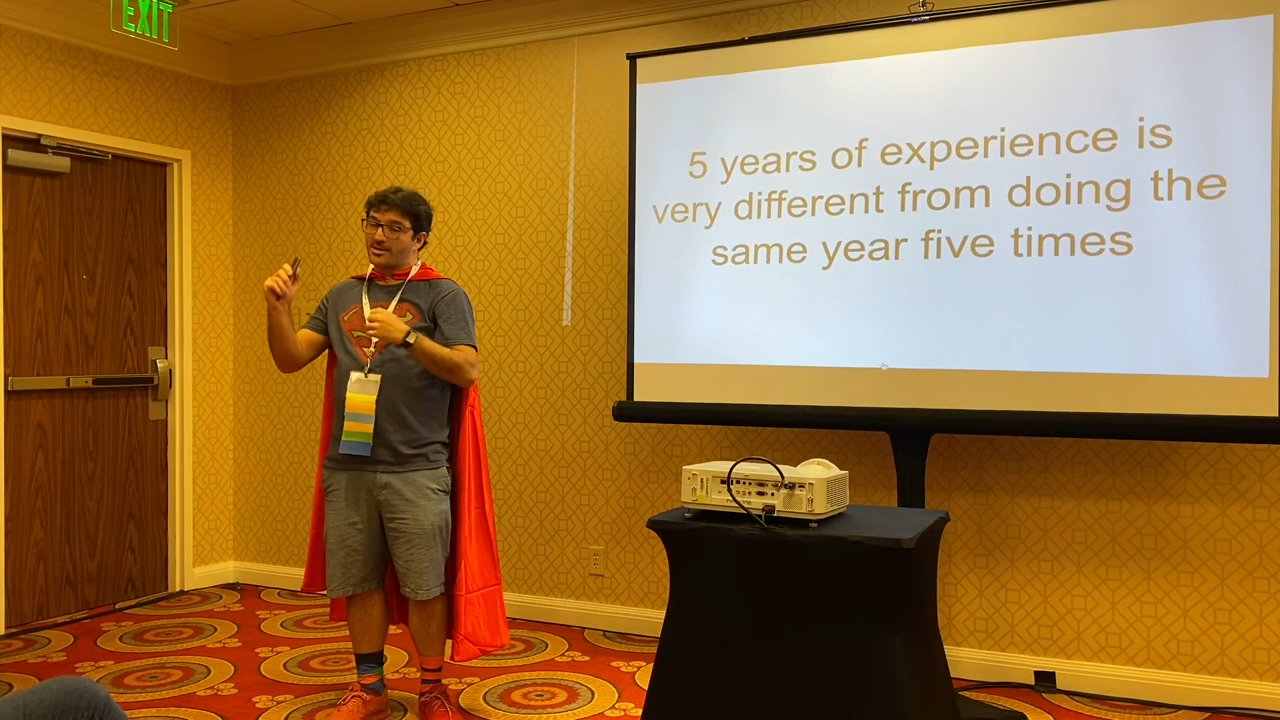 EXIT
5 years of experience is
very different from doing the
same year five times